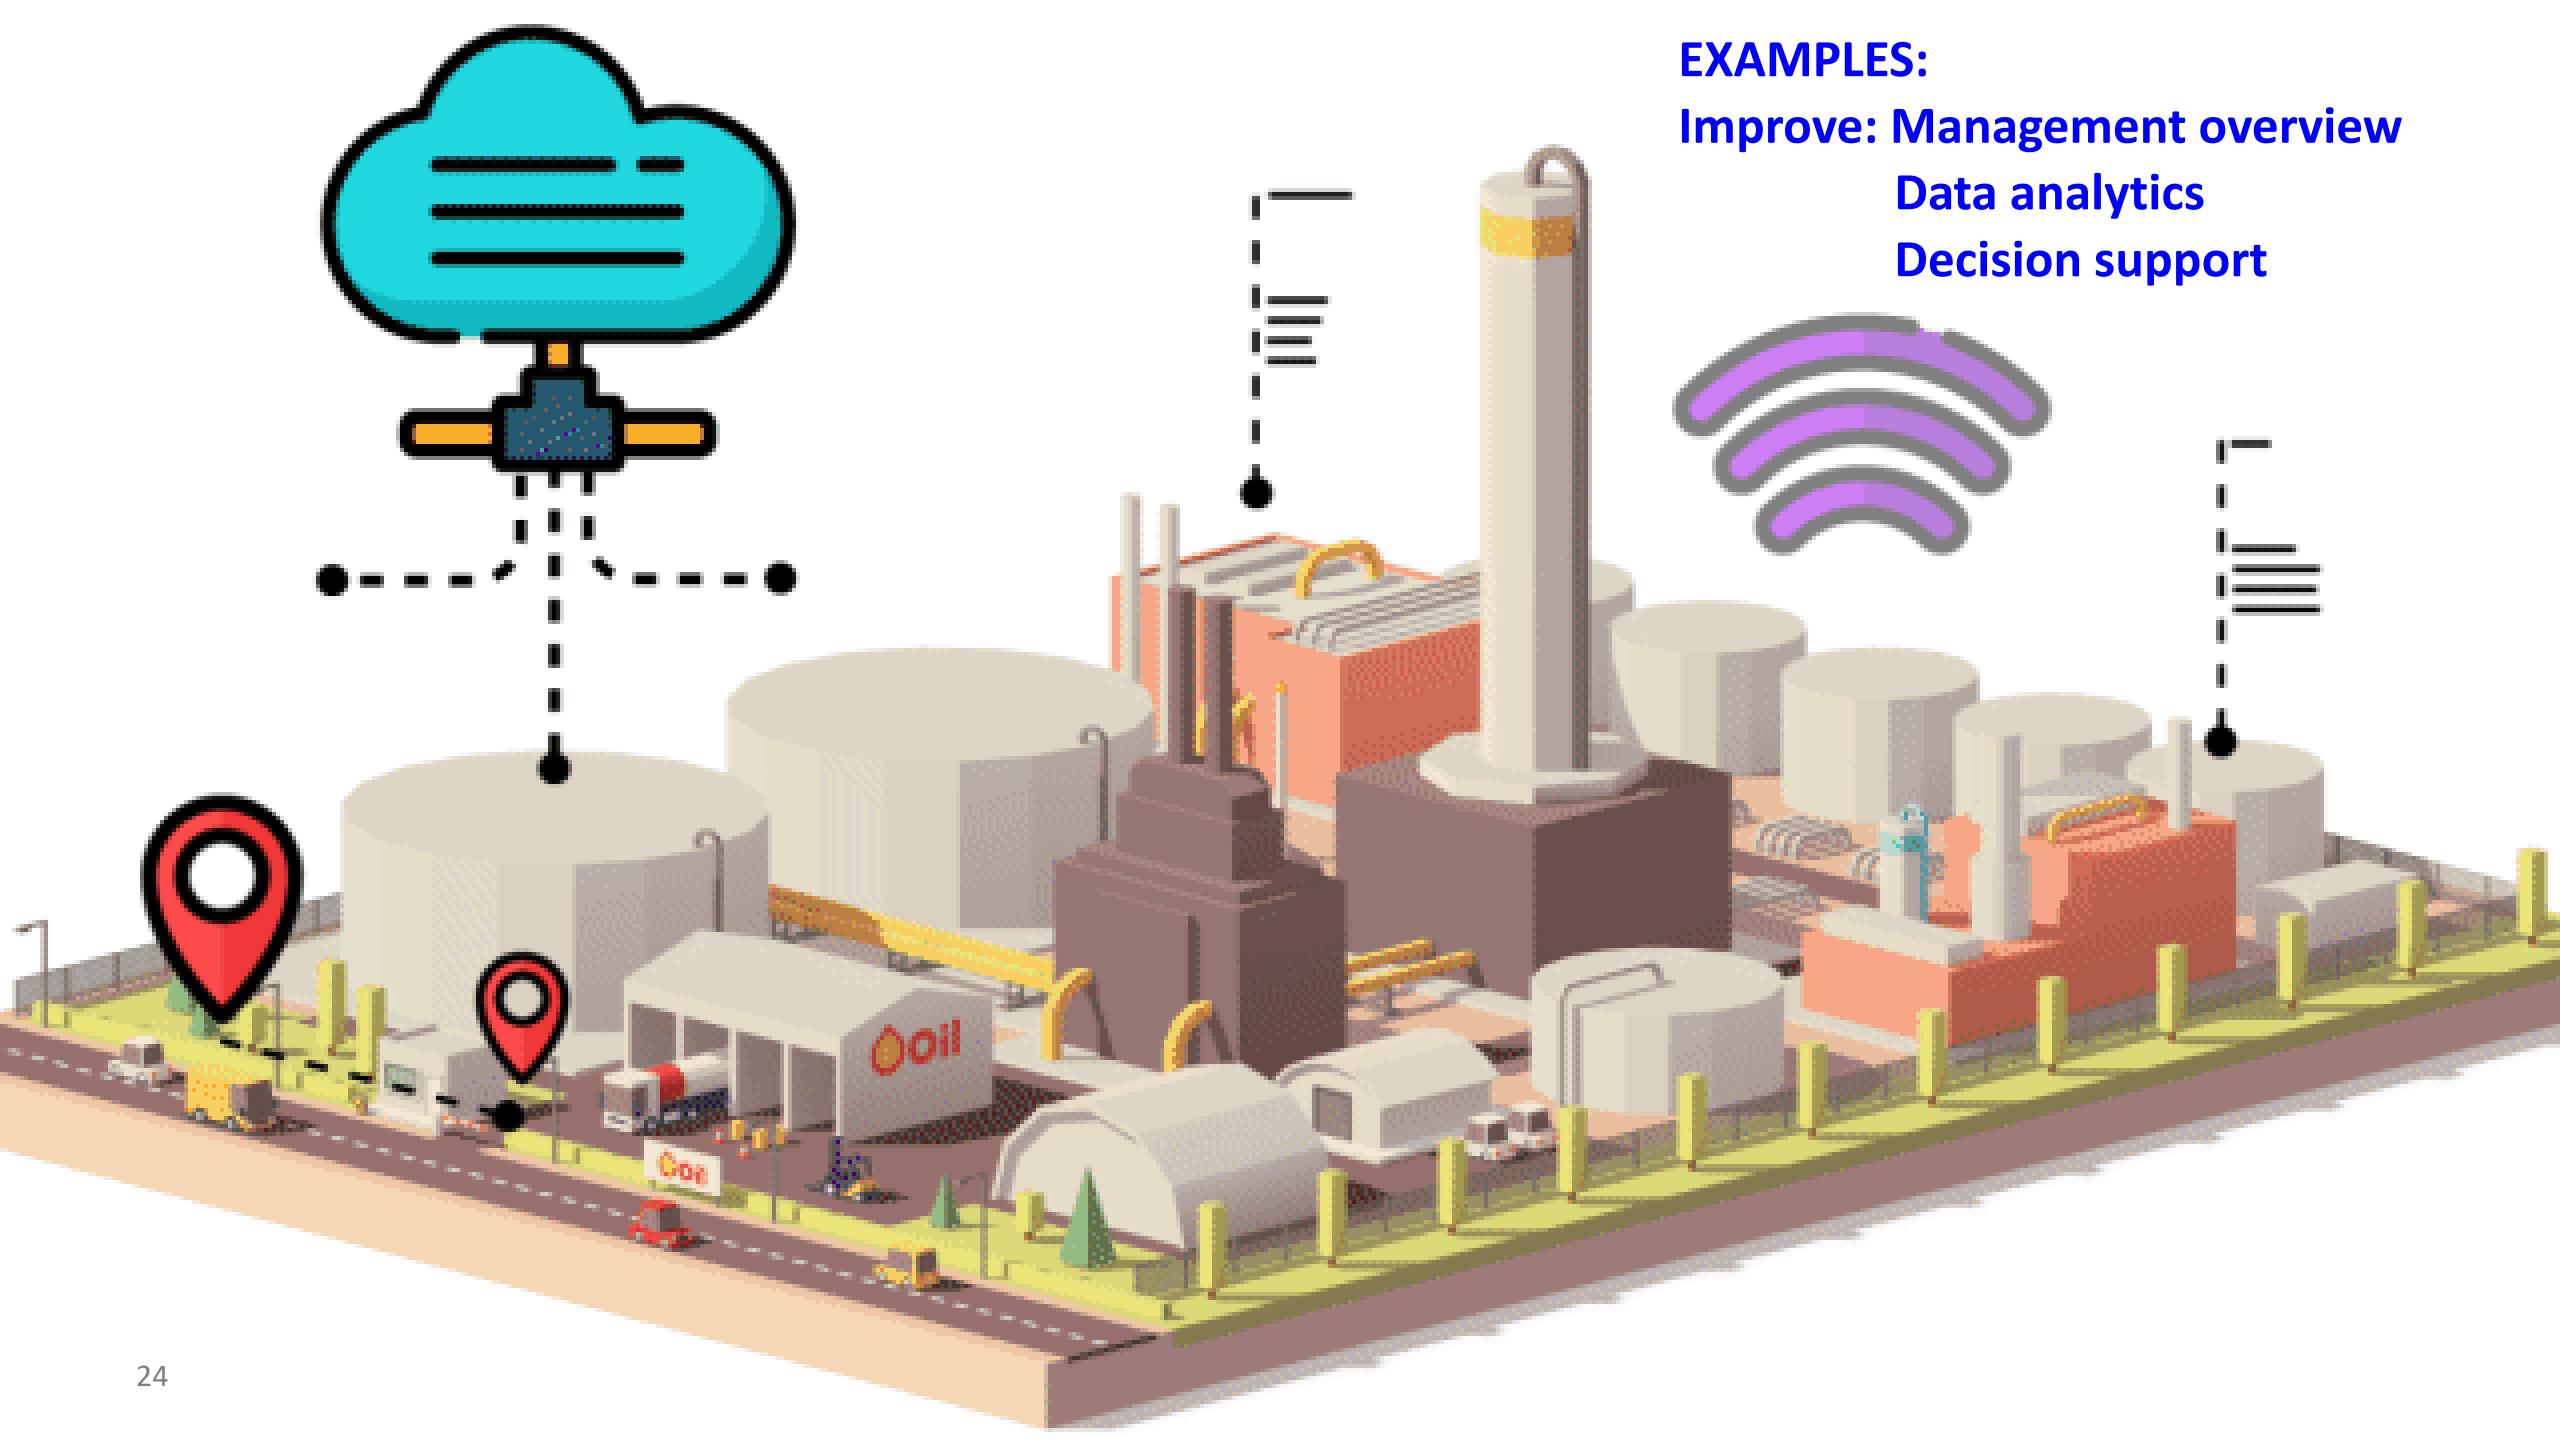 EXAMPLES:
Improve: Management overview
Data analytics
Decision support
Oil
Oil
24